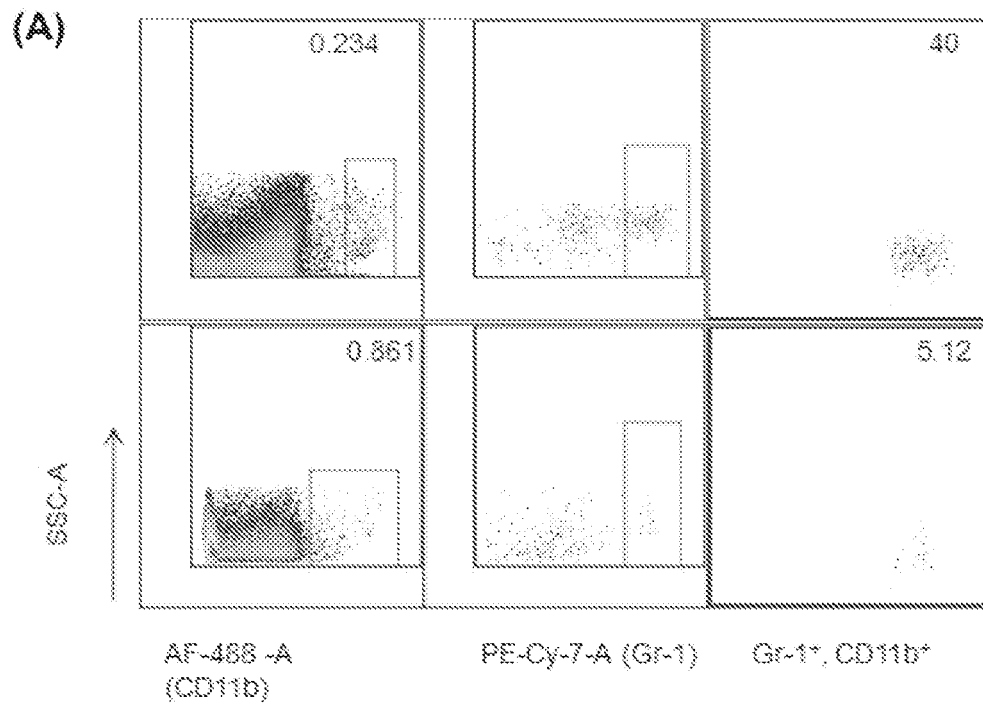 (A)
0.234
40
0.861
5.12
SSC-A
AF-488 -A
(CD11b)
PE-Cy-7-A (Gr-1)
Gr-1⁺, CD11b⁺